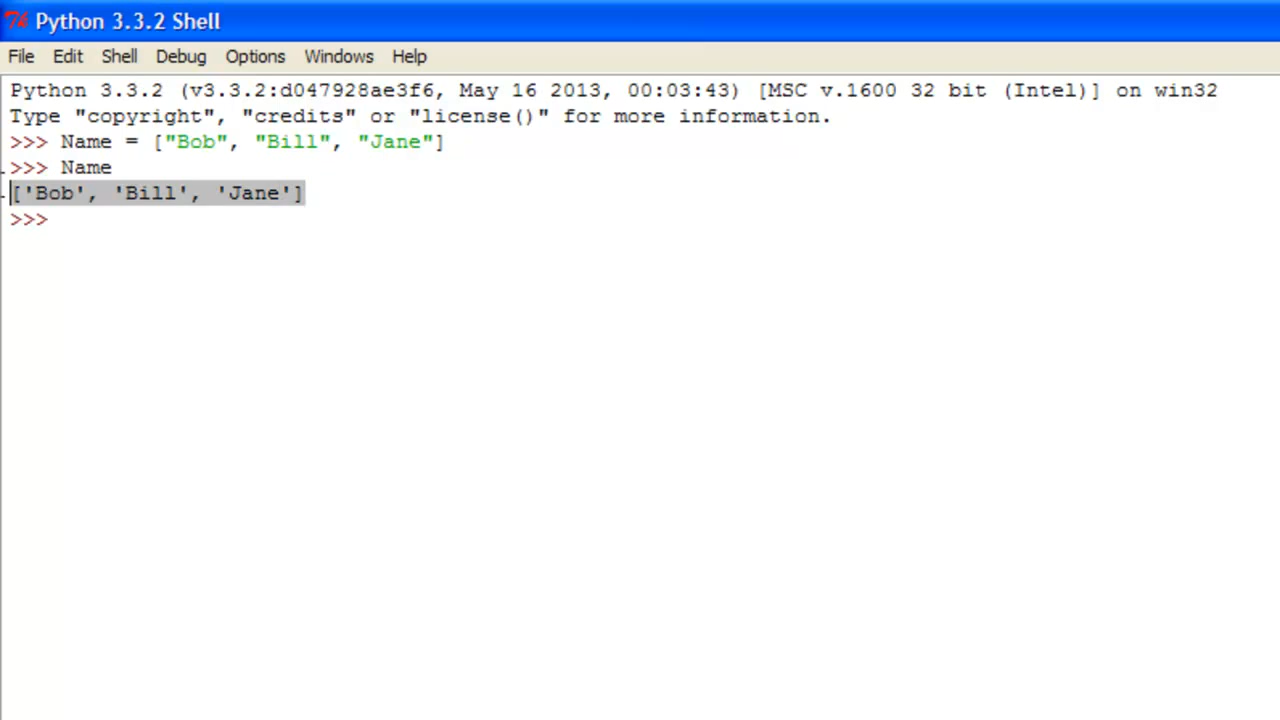 Python 3.3.2 Shell
File Edit Shell Debug Options Windows Help
Python 3.3.2 (v3.3.2:d047928ae3f6, May 16 2013, 00:03:43) [MSC v.1600 32 bit (Intel)] on win32
Type "copyright", "credits" or "license()" for more information.
>>> Name = ["Bob", "Bill", "Jane"]
>>> Name
['Bob', 'Bill', 'Jane']
>>>